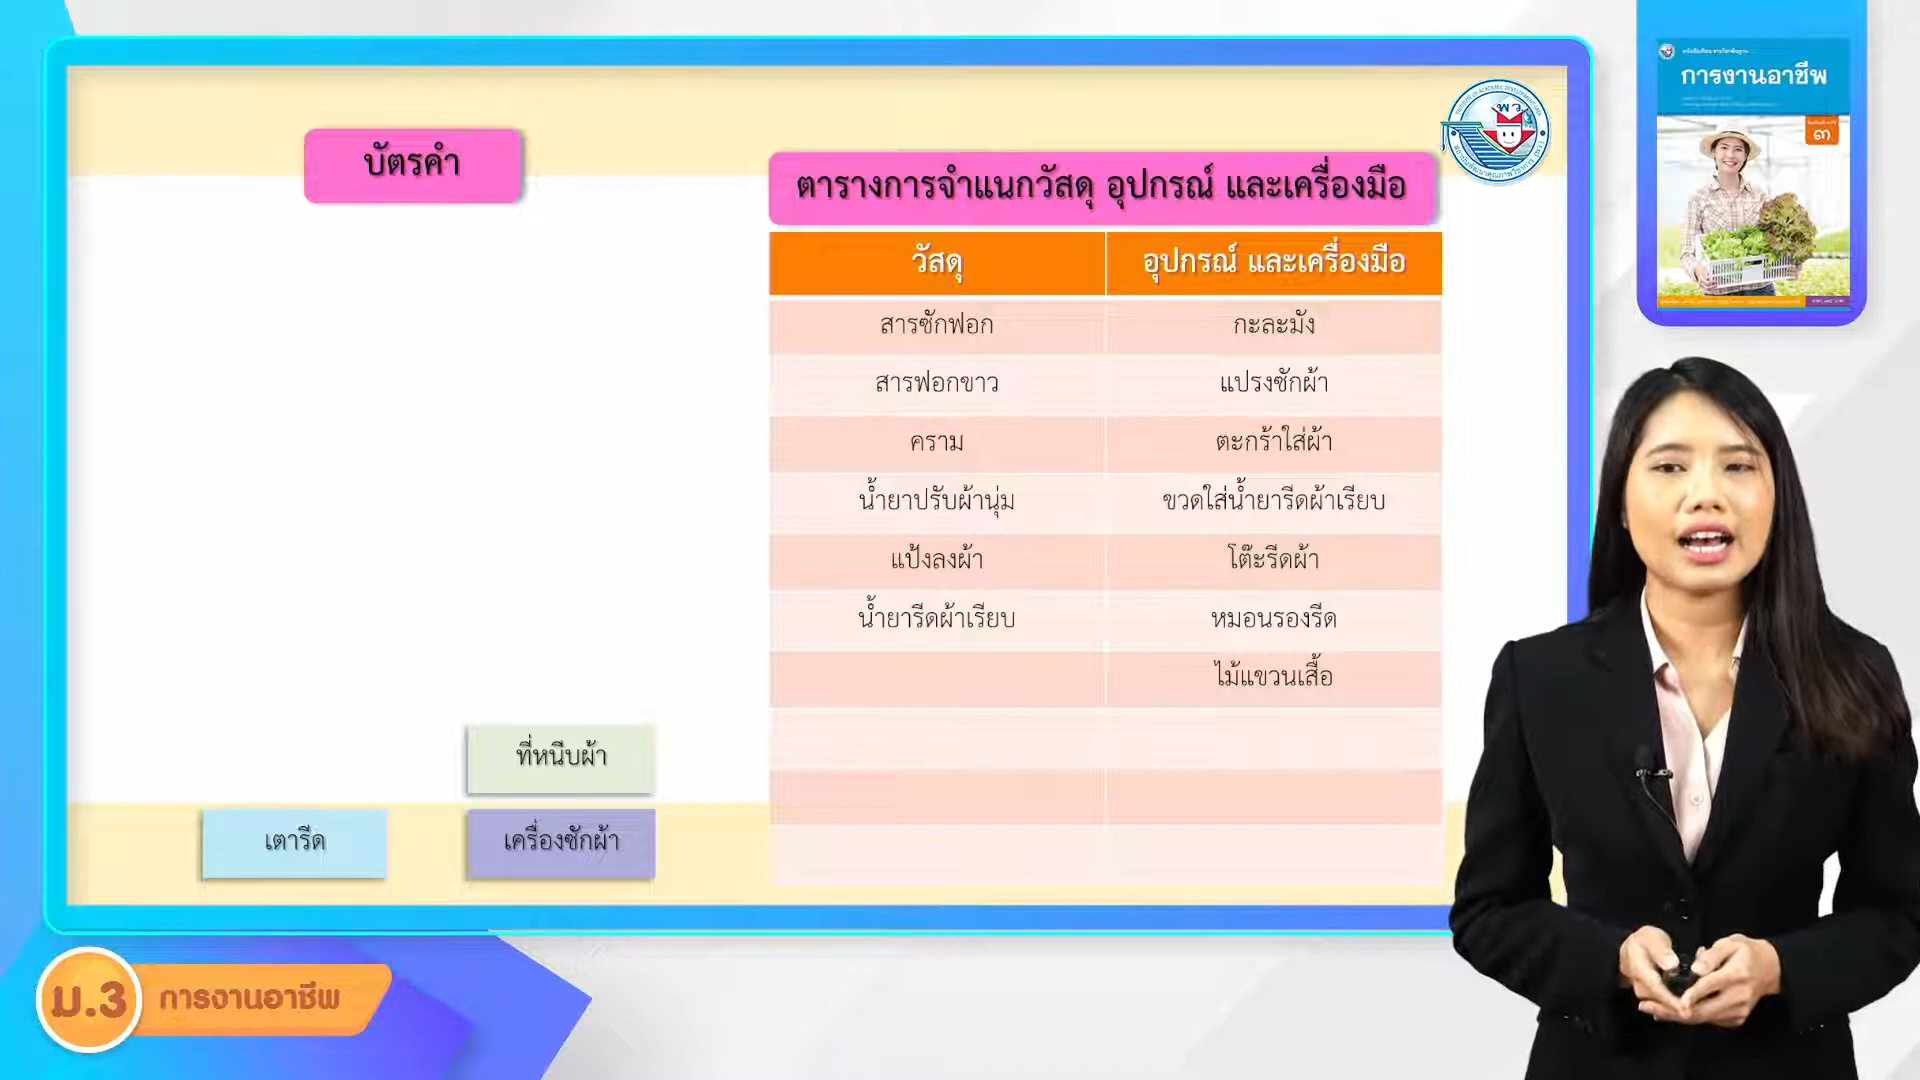 บัตรคำ
ตารางการจำแนกวัสดุ อุปกรณ์ และเครื่องมือ
วัสดุ
อุปกรณ์ และเครื่องมือ
สารซักฟอก
กะละมัง
สารฟอกขาว
แปรงซักผ้า
คราม
ตะกร้าใส่ผ้า
น้ำยาปรับผ้านุ่ม
ขวดใส่น้ำยารีดผ้าเรียบ
แป้งลงผ้า
โต๊ะรีดผ้า
น้ำยารีดผ้าเรียบ
หมอนรองรีด
ไม้แขวนเสื้อ
ที่หนีบผ้า
เตารีด
เครื่องซักผ้า
พว
การงานอาชีพ
๓
ม.3 การงานอาชีพ